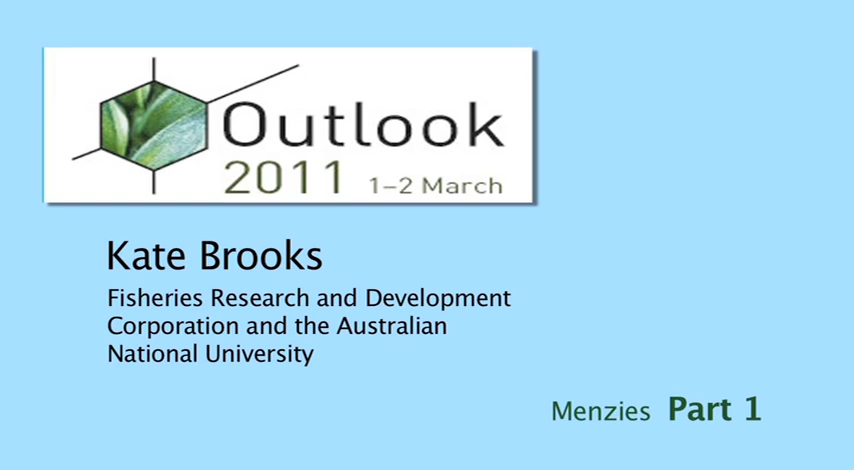 Outlook
2011 1–2 March
Kate Brooks
Fisheries Research and Development
Corporation and the Australian
National University
Menzies Part 1